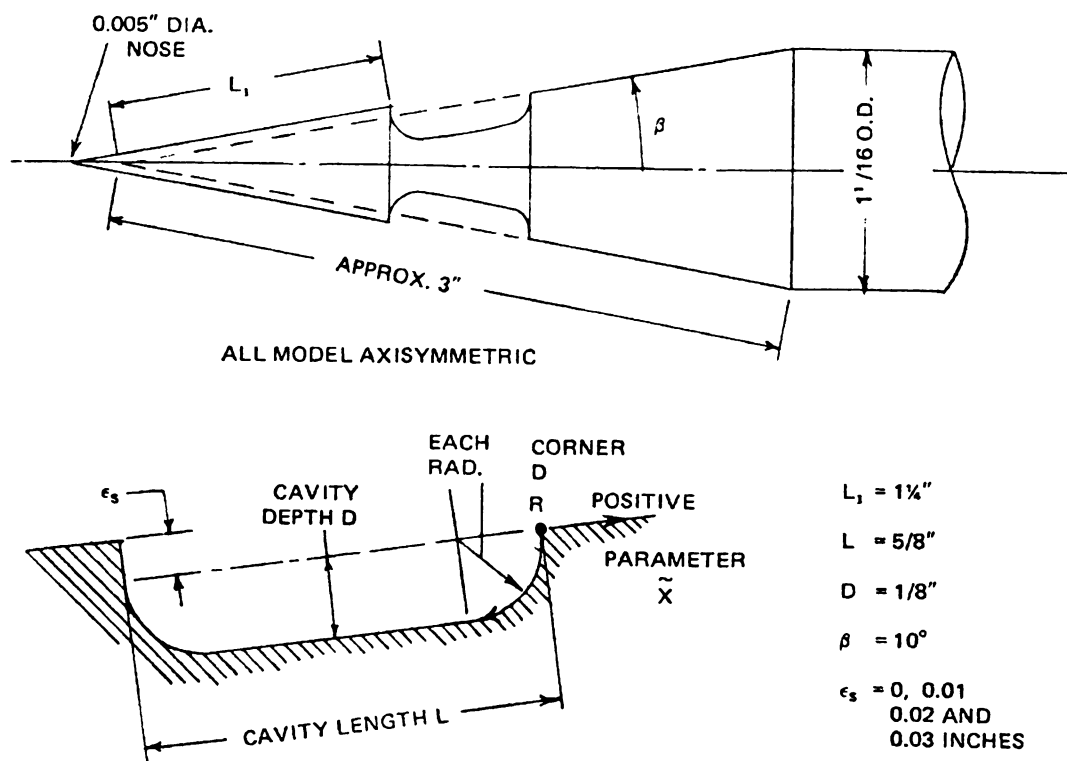 0.005" DIA.
NOSE
L₁
β
1 1/16 O.D.
APPROX. 3"
ALL MODEL AXISYMMETRIC
EACH
RAD.
CORNER
D
R
POSITIVE
PARAMETER
x̃
εs
CAVITY
DEPTH D
CAVITY LENGTH L
L₁ = 1¼"
L = 5/8"
D = 1/8"
β = 10°
εs = 0, 0.01
0.02 AND
0.03 INCHES